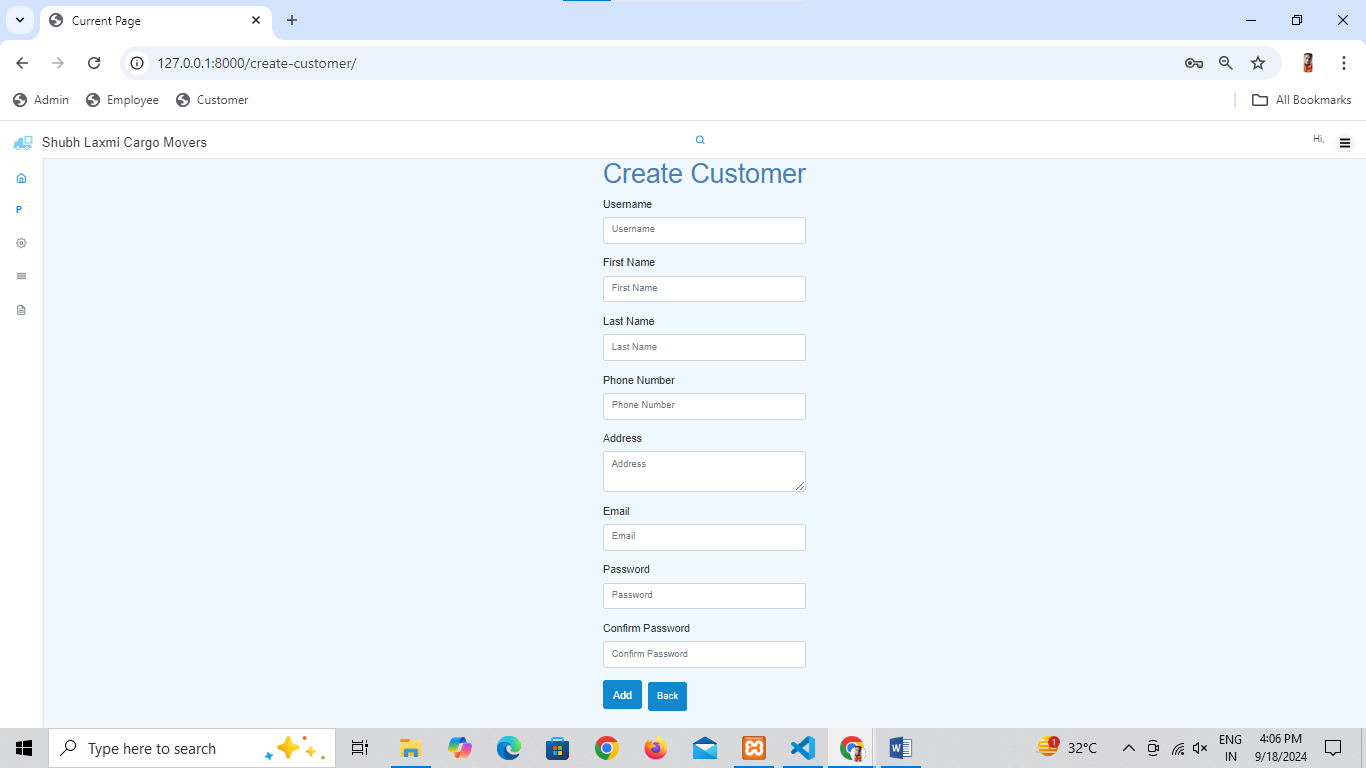 Current Page
127.0.0.1:8000/create-customer/
Admin Employee Customer All Bookmarks
Shubh Laxmi Cargo Movers Hi,
P
Create Customer
Username
Username
First Name
First Name
Last Name
Last Name
Phone Number
Phone Number
Address
Address
Email
Email
Password
Password
Confirm Password
Confirm Password
Add Back
Type here to search 1 32°C ENG IN 4:06 PM 9/18/2024